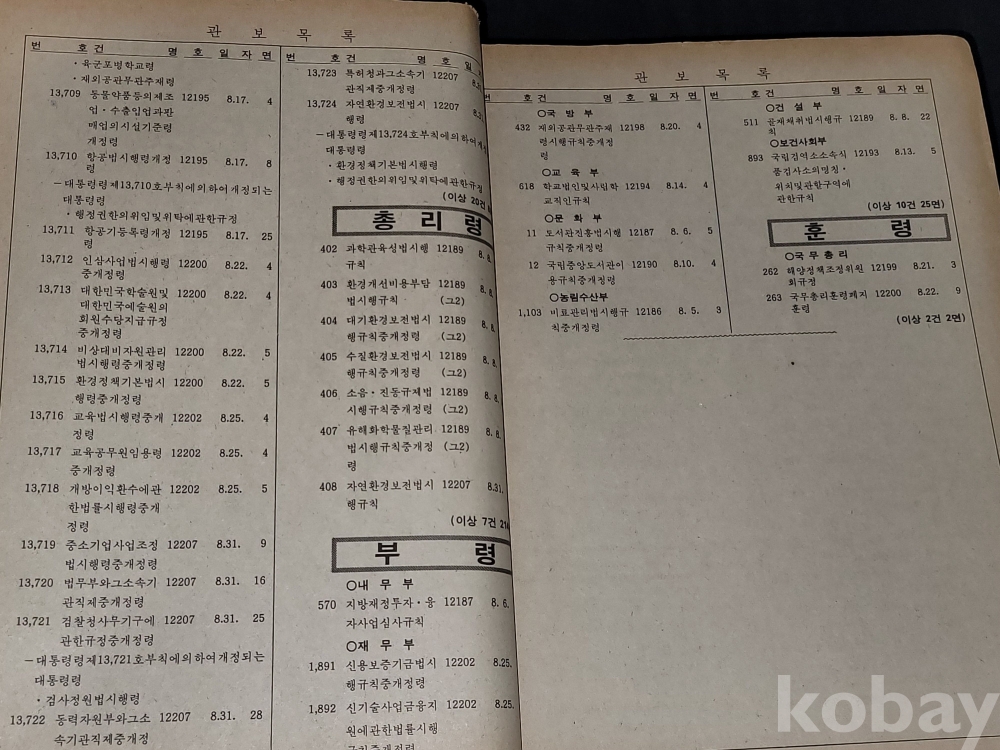 관 보 목 록
번 호 건 명 호 일 자 면
· 육군포병학교령
· 재외공관무관주재령
13,709 동물약품등의제조 12195 8.17. 4
업 · 수출입업과판
매업의시설기준령
개정령
13,710 항공법시행령개정 12195 8.17. 8
령
－대통령령제13,710호부칙에의하여개정되는
대통령령
· 행정권한의위임및위탁에관한규정
13,711 항공기등록령개정 12195 8.17. 25
령
13,712 인삼사업법시행령 12200 8.22. 4
중개정령
13,713 대한민국학술원및 12200 8.22. 4
대한민국예술원의
회원수당지급규정
중개정령
13,714 비상대비자원관리 12200 8.22. 5
법시행령중개정령
13,715 환경정책기본법시 12200 8.22. 5
행령중개정령
13,716 교육법시행령중개 12202 8.25. 4
정령
13,717 교육공무원임용령 12202 8.25. 4
중개정령
13,718 개방이익환수에관 12202 8.25. 5
한법률시행령중개
정령
13,719 중소기업사업조정 12207 8.31. 9
법시행령중개정령
13,720 법무부와그소속기 12207 8.31. 16
관직제중개정령
13,721 검찰청사무기구에 12207 8.31. 25
관한규정중개정령
－대통령령제13,721호부칙에의하여개정되는
대통령령
· 검사정원법시행령
13,722 동력자원부와그소 12207 8.31. 28
속기관직제중개정
번 호 건 명 호 일
13,723 특허청과그소속기 12207
관직제중개정령
13,724 자연환경보전법시 12207
행령
－대통령령제13,724호부칙에의하여개
대통령령
· 환경정책기본법시행령
· 행정권한의위임및위탁에관한규정
(이상 20건
총 리 령
402 과학관육성법시행 12189 8. 8.
규칙
403 환경개선비용부담 12189 8. 8.
법시행규칙 (그2)
404 대기환경보전법시 12189 8. 8.
행규칙중개정령 (그2)
405 수질환경보전법시 12189 8. 8.
행규칙중개정령 (그2)
406 소음 · 진동규제법 12189 8. 8.
시행규칙중개정령 (그2)
407 유해화학물질관리 12189 8. 8.
법시행규칙중개정 (그2)
령
408 자연환경보전법시 12207 8.31.
행규칙
(이상 7건
부 령
○내 무 부
570 지방재정투자 · 융 12187 8. 6.
자사업심사규칙
○재 무 부
1,891 신용보증기금법시 12202 8.25.
행규칙중개정령
1,892 신기술사업금융지 12202 8.25.
원에관한법률시행
규칙중개정령
관 보 목 록
호 건 명 호 일 자 면
○국 방 부
432 재외공관무관주재 12198 8.20. 4
령시행규칙중개정
령
○교 육 부
618 학교법인및사립학 12194 8.14. 4
교직인규칙
○문 화 부
11 도서관진흥법시행 12187 8. 6. 5
규칙중개정령
12 국립중앙도서관이 12190 8.10. 4
용규칙중개정령
○농림수산부
1,103 비료관리법시행규 12186 8. 5. 3
칙중개정령
번 호 건 명 호 일 자 면
○건 설 부
511 골재채취법시행규 12189 8. 8. 22
칙
○보건사회부
893 국립검역소소속식 12193 8.13. 5
품검사소의명칭 ·
위치및관할구역에
관한규칙
(이상 10건 25면)
훈 령
○국 무 총 리
262 해양정책조정위원 12199 8.21. 3
회규정
263 국무총리훈령폐지 12200 8.22. 9
훈령
(이상 2건 2면)
kobay